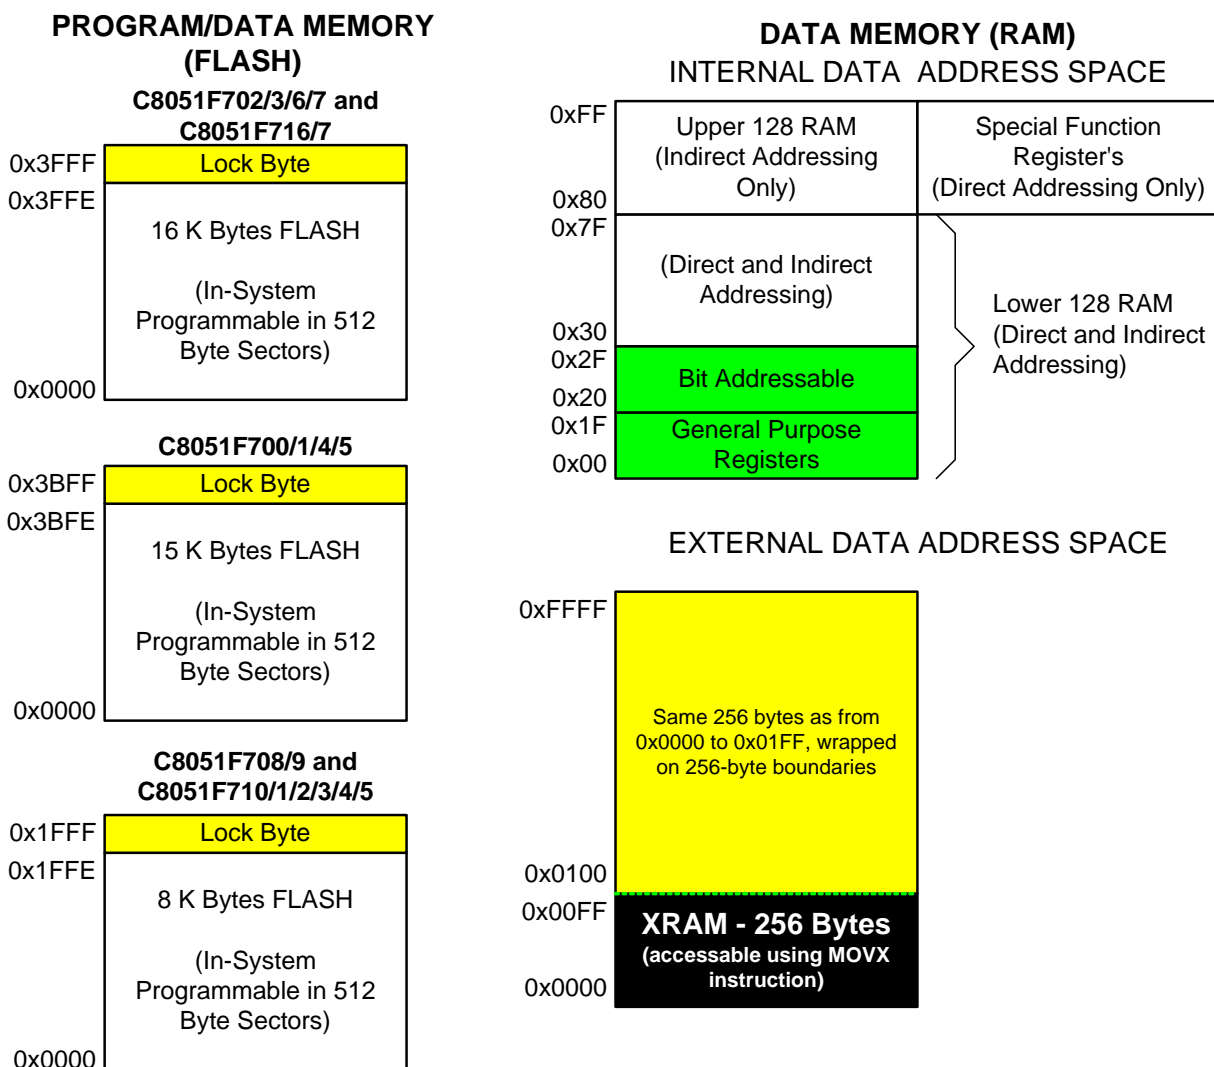 PROGRAM/DATA MEMORY
(FLASH)
C8051F702/3/6/7 and
C8051F716/7
0x3FFF
Lock Byte
0x3FFE
16 K Bytes FLASH
(In-System
Programmable in 512
Byte Sectors)
0x0000
C8051F700/1/4/5
0x3BFF
Lock Byte
0x3BFE
15 K Bytes FLASH
(In-System
Programmable in 512
Byte Sectors)
0x0000
C8051F708/9 and
C8051F710/1/2/3/4/5
0x1FFF
Lock Byte
0x1FFE
8 K Bytes FLASH
(In-System
Programmable in 512
Byte Sectors)
0x0000
DATA MEMORY (RAM)
INTERNAL DATA ADDRESS SPACE
0xFF
Upper 128 RAM
(Indirect Addressing
Only)
0x80
Special Function
Register's
(Direct Addressing Only)
0x7F
(Direct and Indirect
Addressing)
0x30
0x2F
Bit Addressable
0x20
0x1F
General Purpose
Registers
0x00
Lower 128 RAM
(Direct and Indirect
Addressing)
EXTERNAL DATA ADDRESS SPACE
0xFFFF
Same 256 bytes as from
0x0000 to 0x01FF, wrapped
on 256-byte boundaries
0x0100
0x00FF
XRAM - 256 Bytes
(accessable using MOVX
instruction)
0x0000